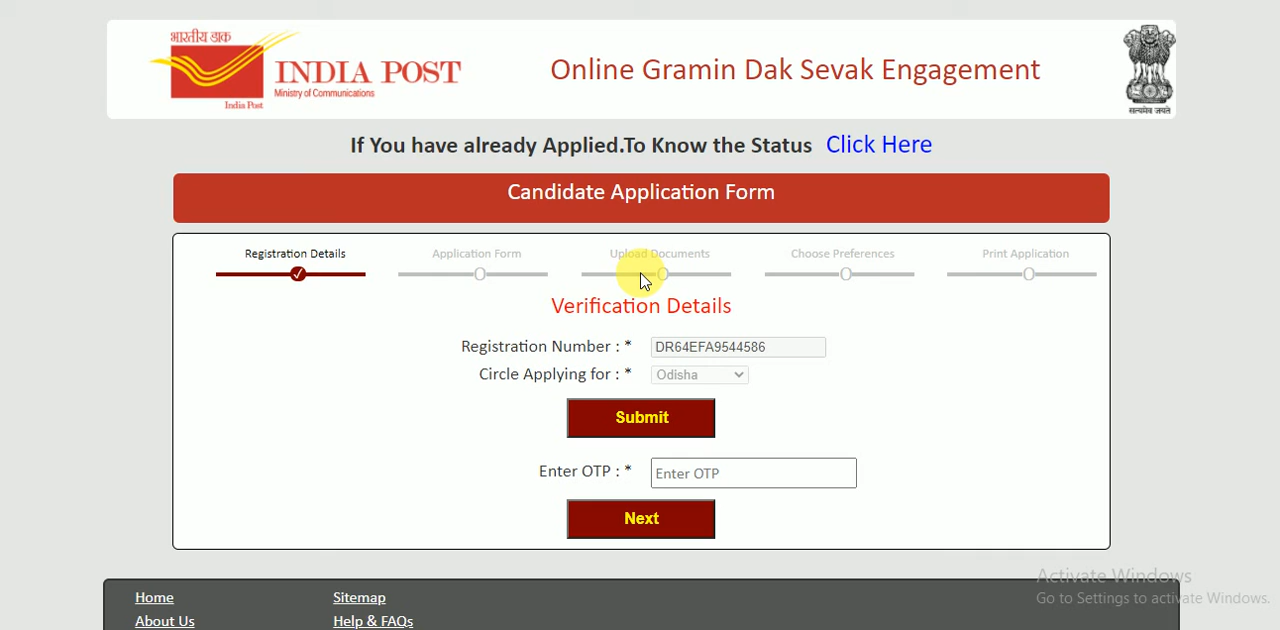 भारतीय डाक
INDIA POST
Ministry of Communications
India Post
Online Gramin Dak Sevak Engagement
सत्यमेव जयते
If You have already Applied.To Know the Status Click Here
Candidate Application Form
Registration Details
Application Form
Upload Documents
Choose Preferences
Print Application
Verification Details
Registration Number : * DR64EFA9544586
Circle Applying for : * Odisha
Submit
Enter OTP : * Enter OTP
Next
Activate Windows
Go to Settings to activate Windows.
Home
Sitemap
About Us
Help & FAQs